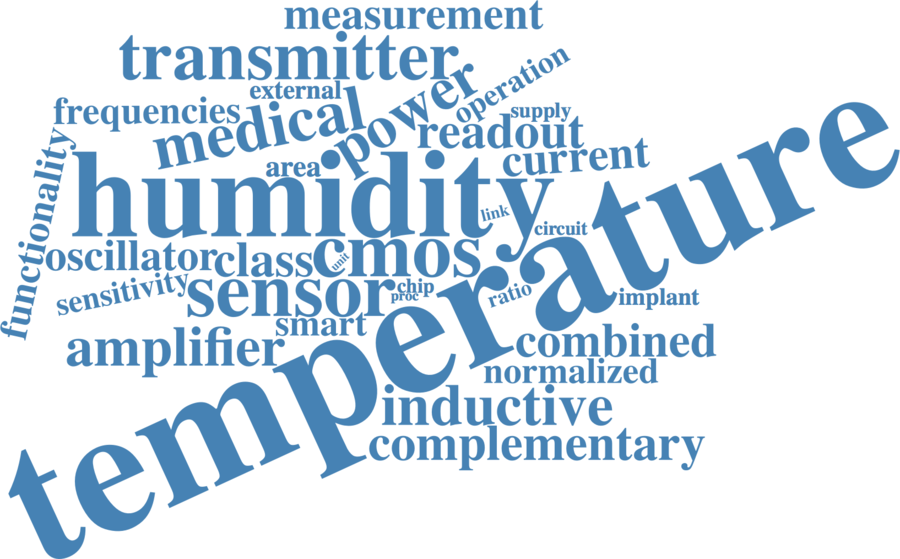 measurement
transmitter
external
power
operation
frequencies
medical
supply
readout
area
current
functionality
humidity
temperature
link
circuit
oscillator
class
cmos
unit
sensitivity
sensor
chip
proc
ratio
implant
smart
amplifier
combined
normalized
inductive
complementary